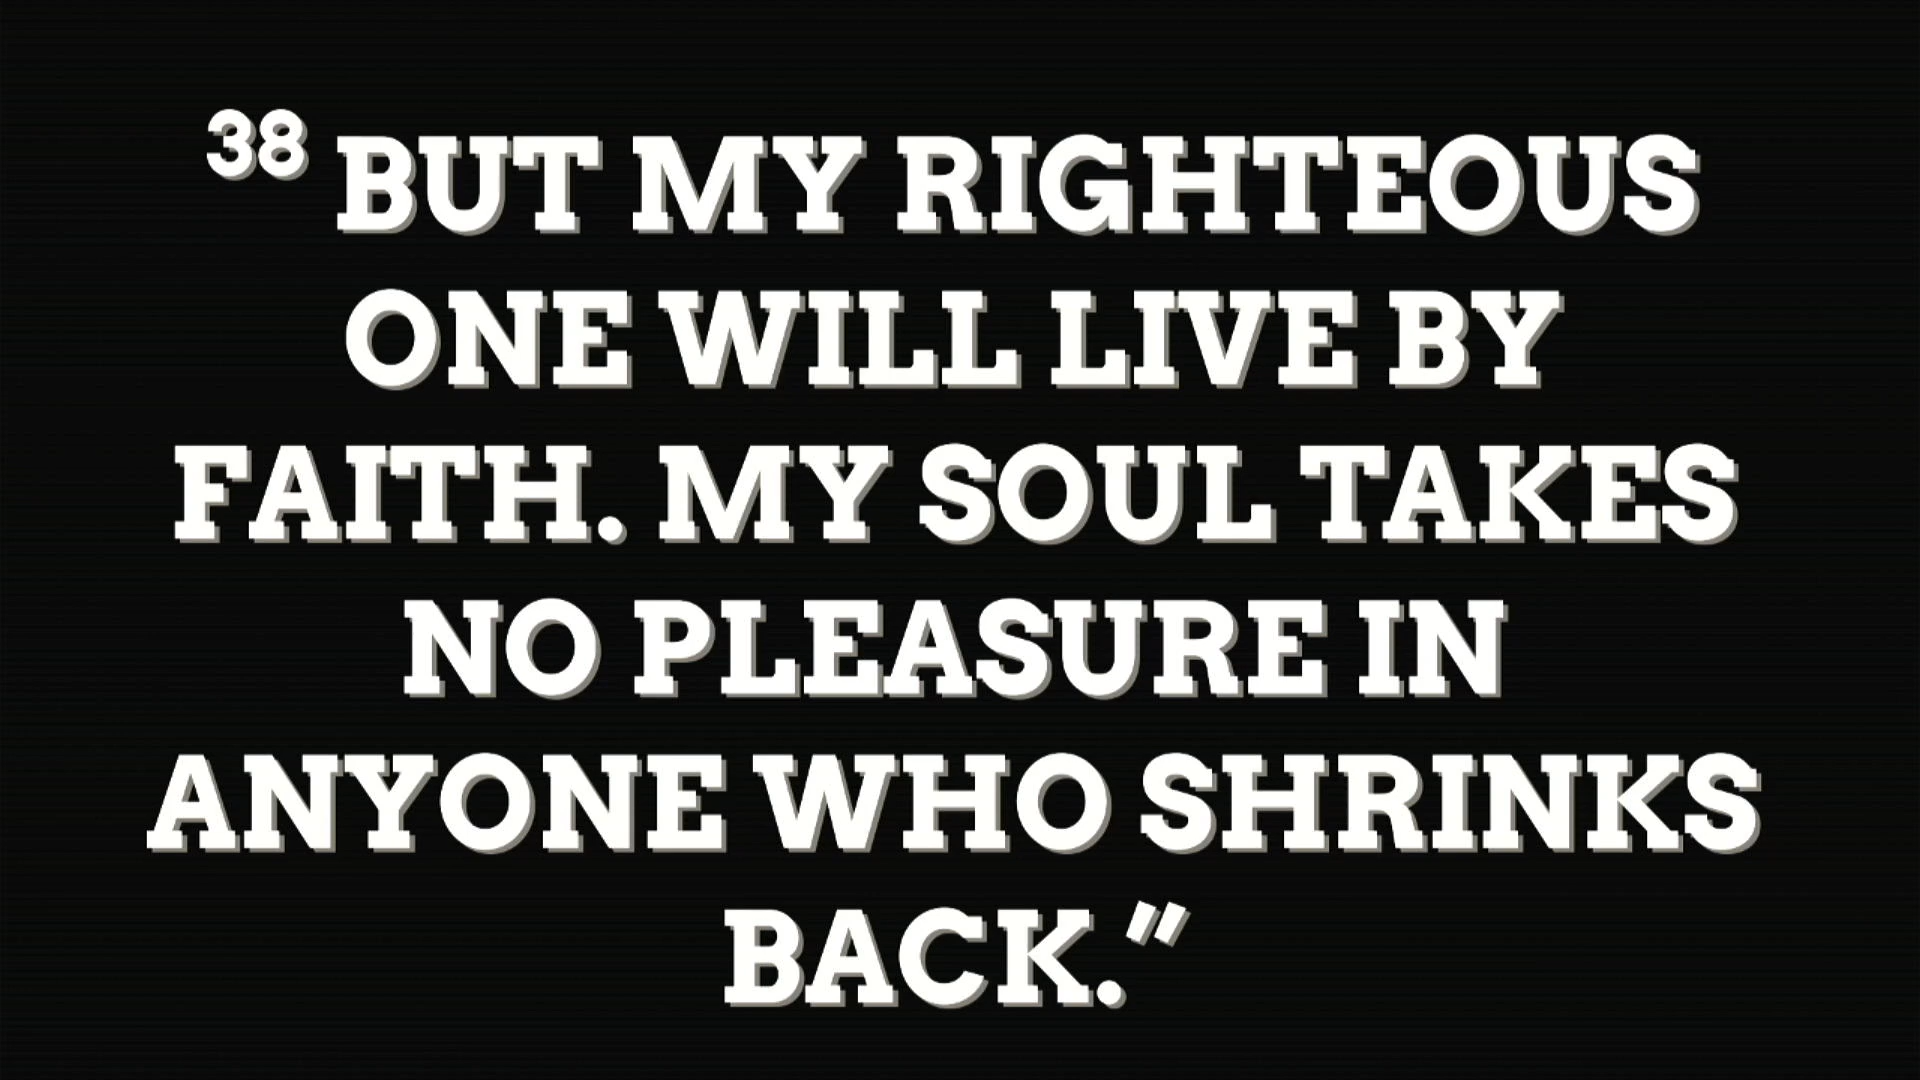 ³⁸ BUT MY RIGHTEOUS
ONE WILL LIVE BY
FAITH. MY SOUL TAKES
NO PLEASURE IN
ANYONE WHO SHRINKS
BACK.”